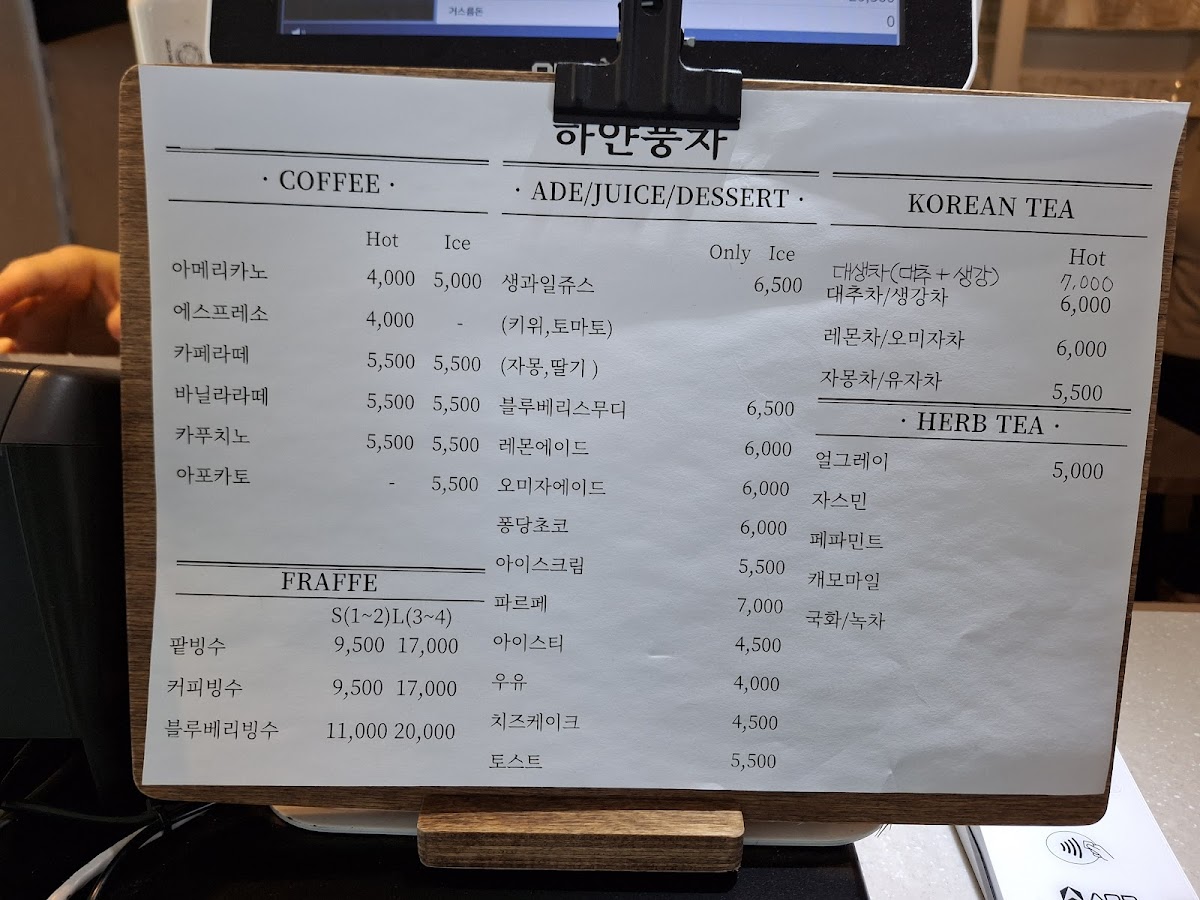 거스름돈
0
하얀풍차
· COFFEE ·
Hot Ice
아메리카노 4,000 5,000
에스프레소 4,000 -
카페라떼 5,500 5,500
바닐라라떼 5,500 5,500
카푸치노 5,500 5,500
아포카토 - 5,500
FRAFFE
S(1~2)L(3~4)
팥빙수 9,500 17,000
커피빙수 9,500 17,000
블루베리빙수 11,000 20,000
· ADE/JUICE/DESSERT ·
Only Ice
생과일쥬스 6,500
(키위,토마토)
(자몽,딸기 )
블루베리스무디 6,500
레몬에이드 6,000
오미자에이드 6,000
퐁당초코 6,000
아이스크림 5,500
파르페 7,000
아이스티 4,500
우유 4,000
치즈케이크 4,500
토스트 5,500
KOREAN TEA
Hot
대생차(대추+생강) 7,000
대추차/생강차 6,000
레몬차/오미자차 6,000
자몽차/유자차 5,500
· HERB TEA ·
얼그레이 5,000
자스민
페파민트
캐모마일
국화/녹차